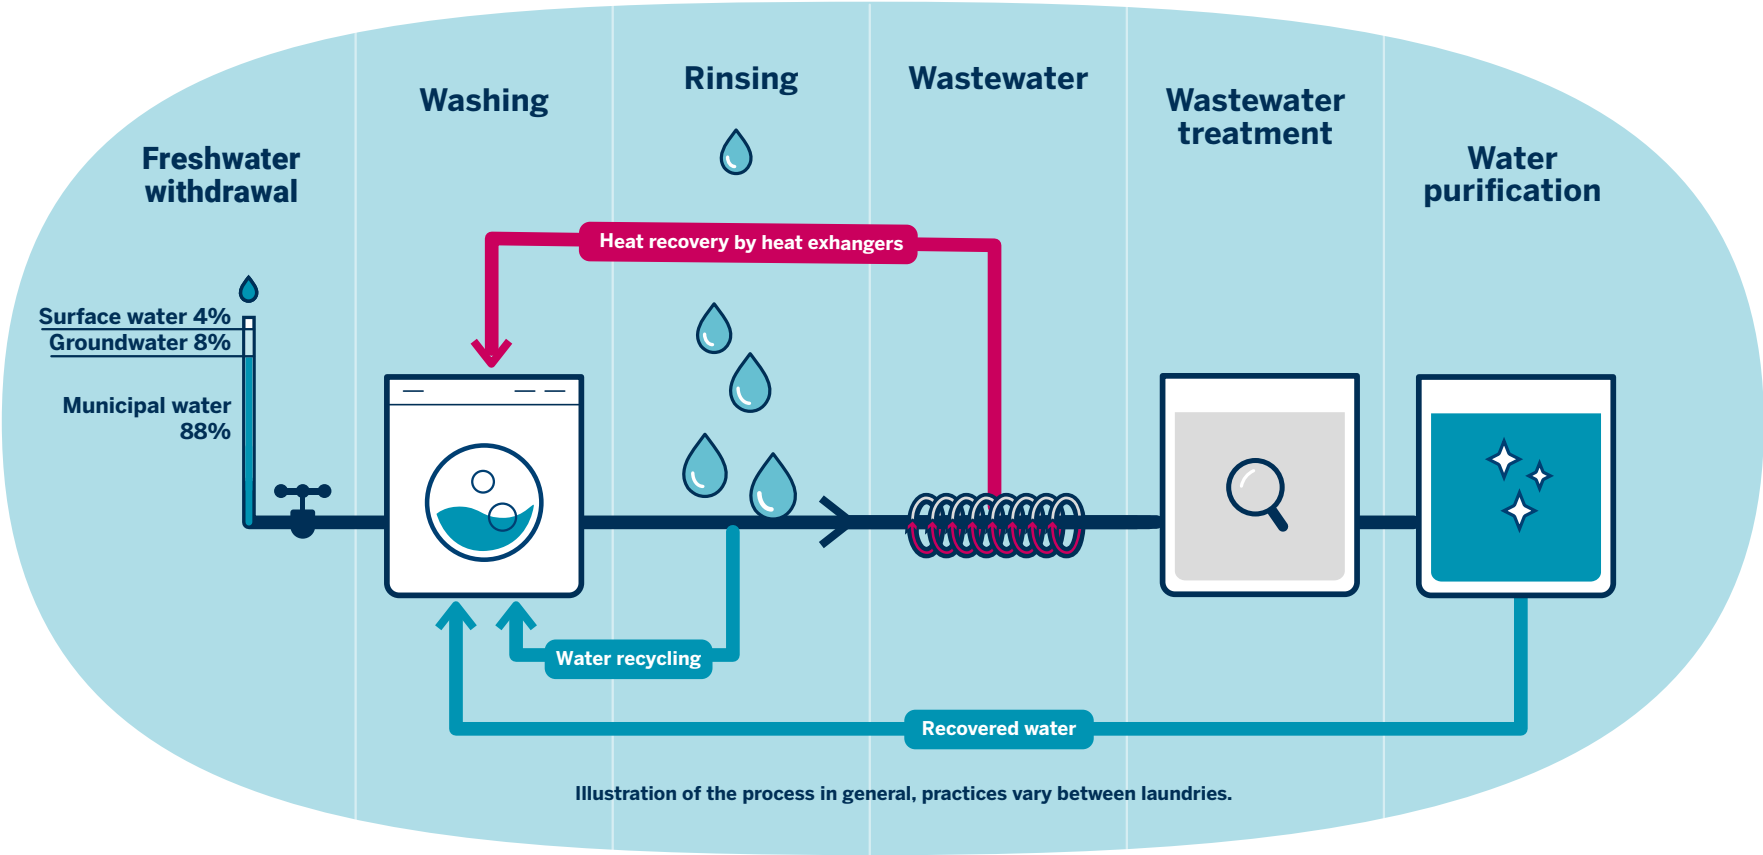 Freshwater
withdrawal
Washing
Rinsing
Wastewater
Wastewater
treatment
Water
purification
Heat recovery by heat exhangers
Surface water 4%
Groundwater 8%
Municipal water
88%
Water recycling
Recovered water
Illustration of the process in general, practices vary between laundries.